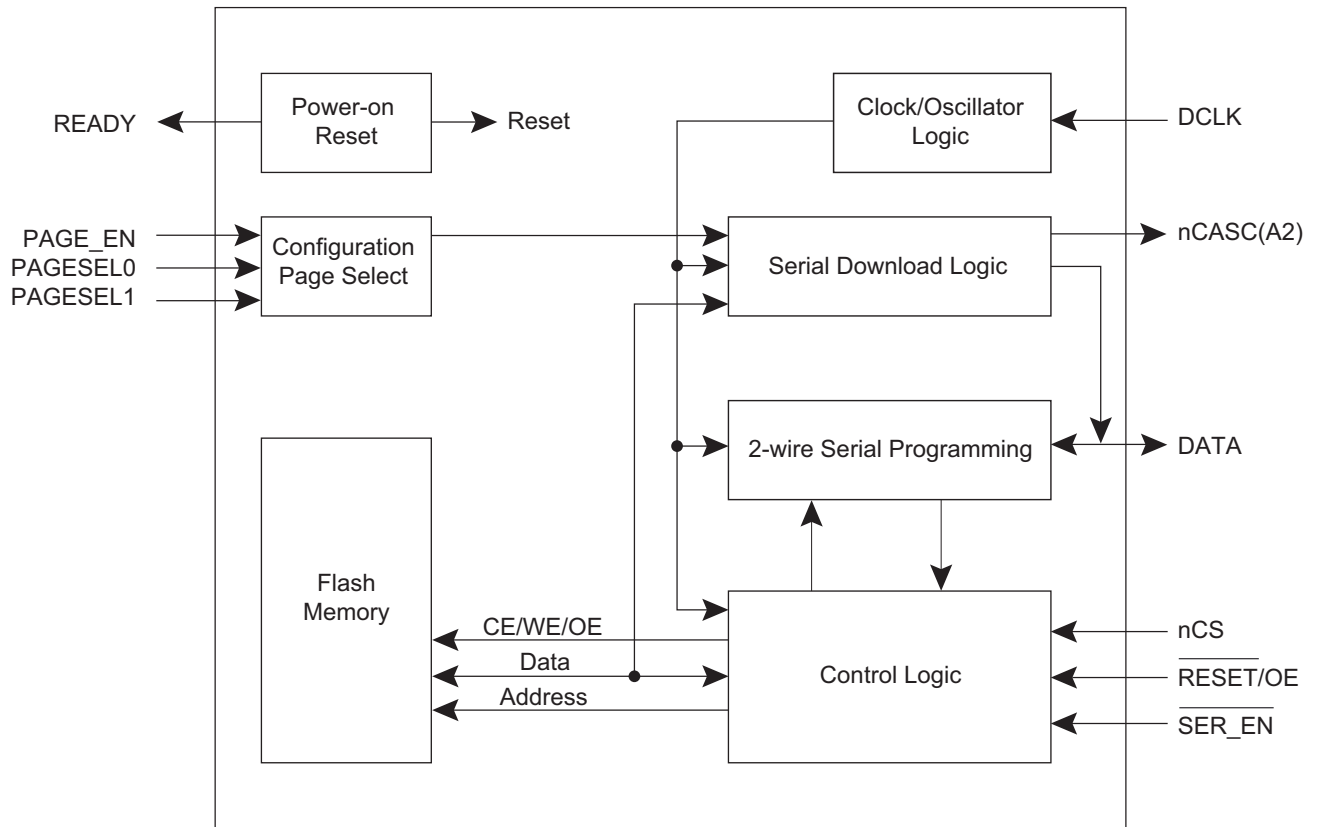 READY
Power-on
Reset
Reset
Clock/Oscillator
Logic
DCLK
PAGE_EN
PAGESEL0
PAGESEL1
Configuration
Page Select
Serial Download Logic
nCASC(A2)
2-wire Serial Programming
DATA
Flash
Memory
CE/WE/OE
Data
Address
Control Logic
nCS
RESET/OE
SER_EN